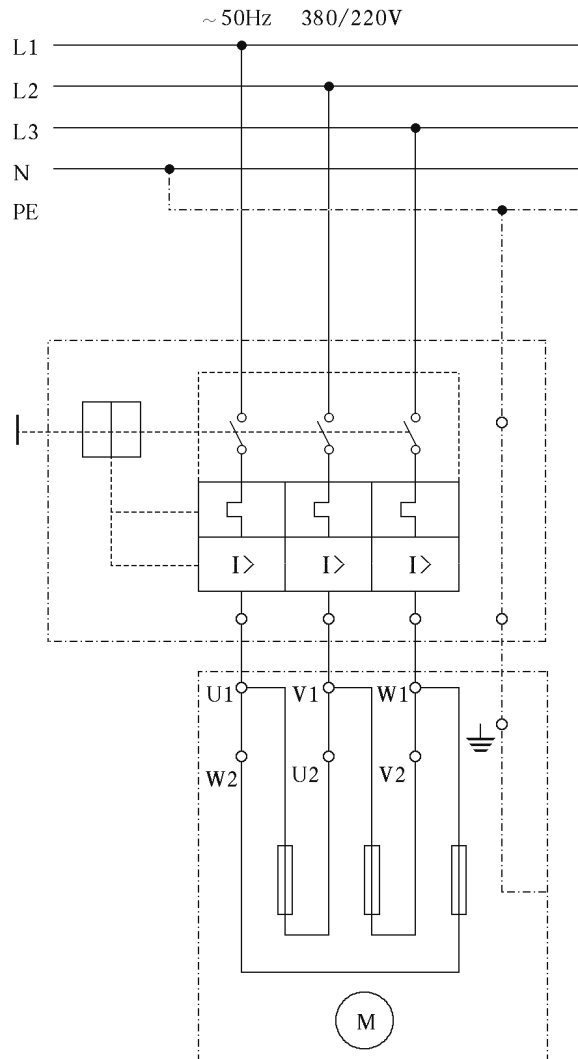 ~50Hz 380/220V
L1
L2
L3
N
PE
I> I> I>
U1 V1 W1
W2 U2 V2
M